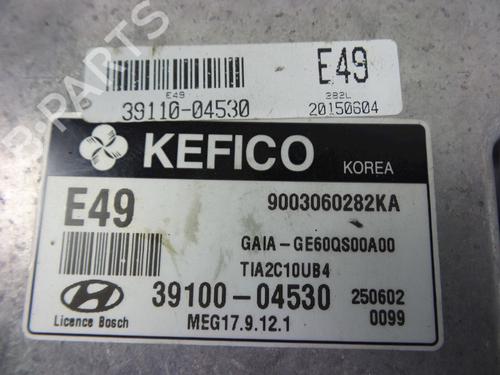 E49
39110-04530
E49
282L
20150604
KEFICO
KOREA
E49
9003060282KA
GAIA-GE60QS00A00
TIA2C10UB4
39100-04530
250602
Licence Bosch
MEG17.9.12.1
0099
B.PARTS